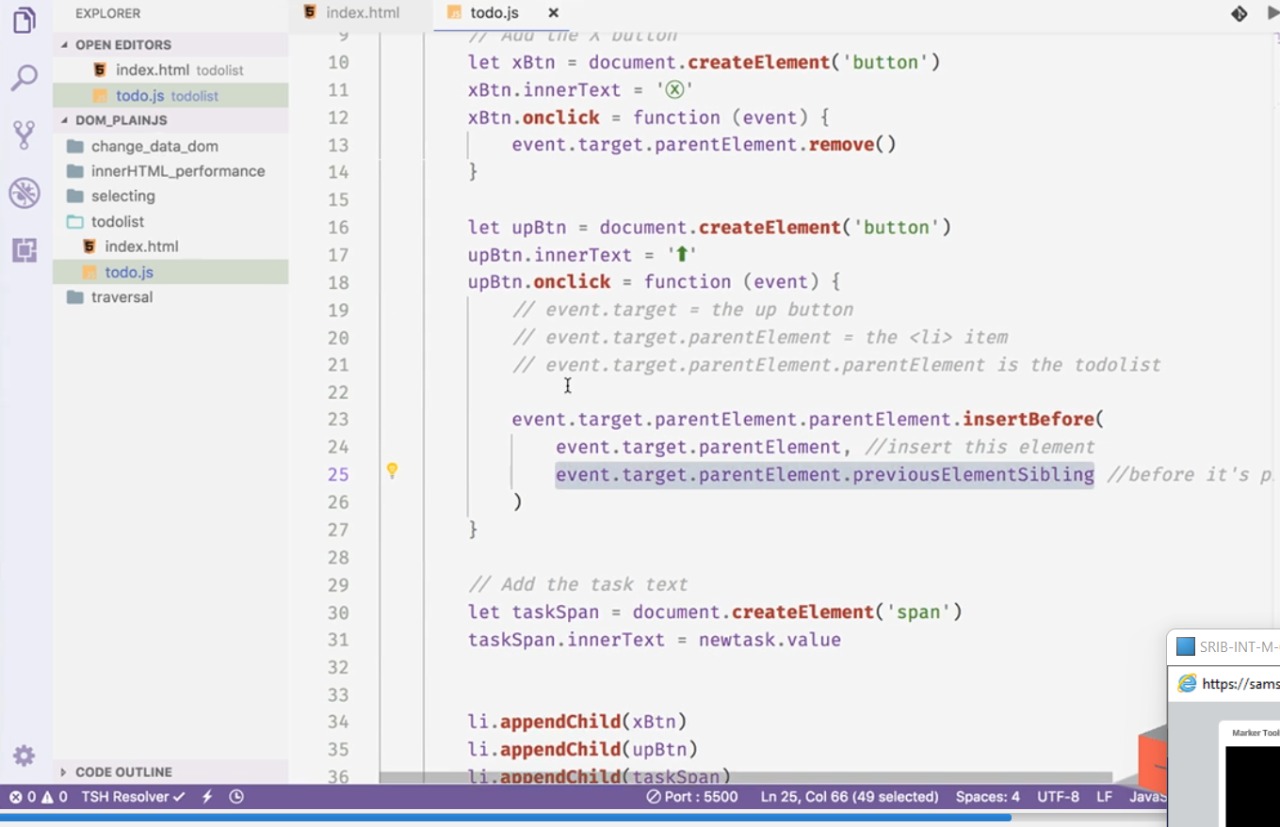 EXPLORER
OPEN EDITORS
index.html todolist
todo.js todolist
DOM_PLAINJS
change_data_dom
innerHTML_performance
selecting
todolist
index.html
todo.js
traversal
CODE OUTLINE
index.html
todo.js ×
9 // Add the X button
10 let xBtn = document.createElement('button')
11 xBtn.innerText = 'ⓧ'
12 xBtn.onclick = function (event) {
13 event.target.parentElement.remove()
14 }
15
16 let upBtn = document.createElement('button')
17 upBtn.innerText = '⬆'
18 upBtn.onclick = function (event) {
19 // event.target = the up button
20 // event.target.parentElement = the <li> item
21 // event.target.parentElement.parentElement is the todolist
22
23 event.target.parentElement.parentElement.insertBefore(
24 event.target.parentElement, //insert this element
25 event.target.parentElement.previousElementSibling //before it's p
26 )
27 }
28
29 // Add the task text
30 let taskSpan = document.createElement('span')
31 taskSpan.innerText = newtask.value
32
33
34 li.appendChild(xBtn)
35 li.appendChild(upBtn)
36 li.appendChild(taskSpan)
SRIB-INT-M-
https://sams
Marker Tool
0 0 TSH Resolver Port : 5500 Ln 25, Col 66 (49 selected) Spaces: 4 UTF-8 LF JavaS